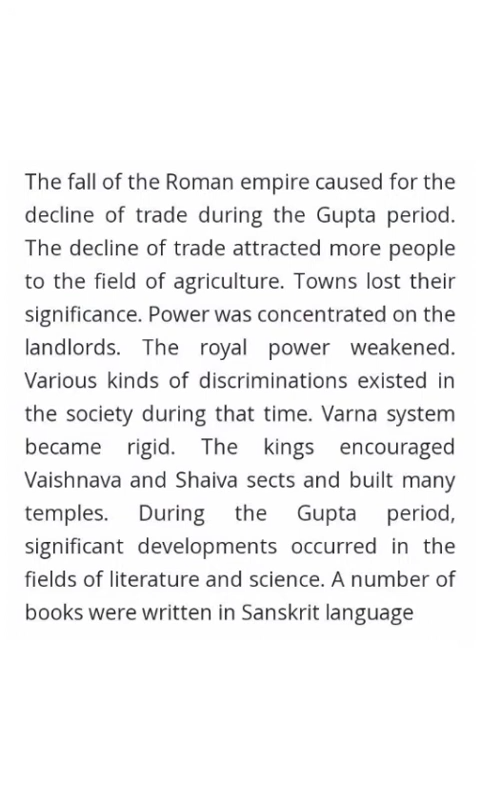 The fall of the Roman empire caused for the
decline of trade during the Gupta period.
The decline of trade attracted more people
to the field of agriculture. Towns lost their
significance. Power was concentrated on the
landlords. The royal power weakened.
Various kinds of discriminations existed in
the society during that time. Varna system
became rigid. The kings encouraged
Vaishnava and Shaiva sects and built many
temples. During the Gupta period,
significant developments occurred in the
fields of literature and science. A number of
books were written in Sanskrit language